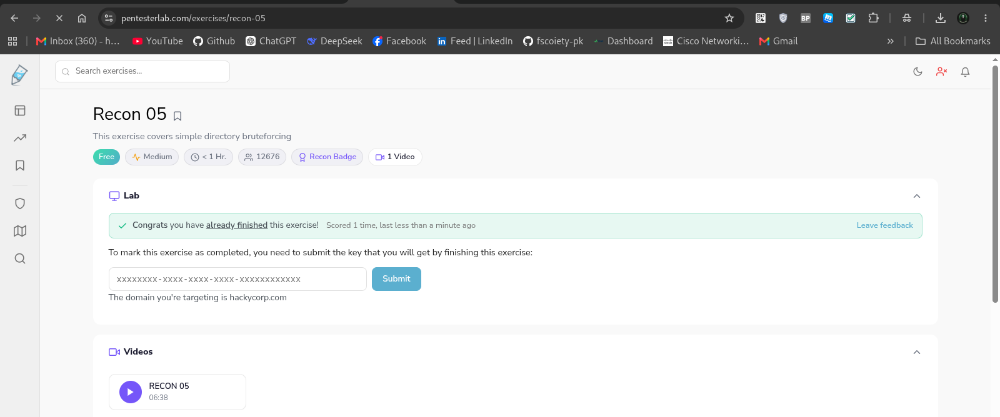 pentesterlab.com/exercises/recon-05
BP
Inbox (360) - h... YouTube Github ChatGPT DeepSeek Facebook Feed | LinkedIn fscoiety-pk Dashboard Cisco Networki... Gmail » All Bookmarks
Search exercises...
Recon 05
This exercise covers simple directory bruteforcing
Free Medium < 1 Hr. 12676 Recon Badge 1 Video
Lab
Congrats you have already finished this exercise! Scored 1 time, last less than a minute ago Leave feedback
To mark this exercise as completed, you need to submit the key that you will get by finishing this exercise:
xxxxxxxx-xxxx-xxxx-xxxx-xxxxxxxxxxxx Submit
The domain you're targeting is hackycorp.com
Videos
RECON 05
06:38